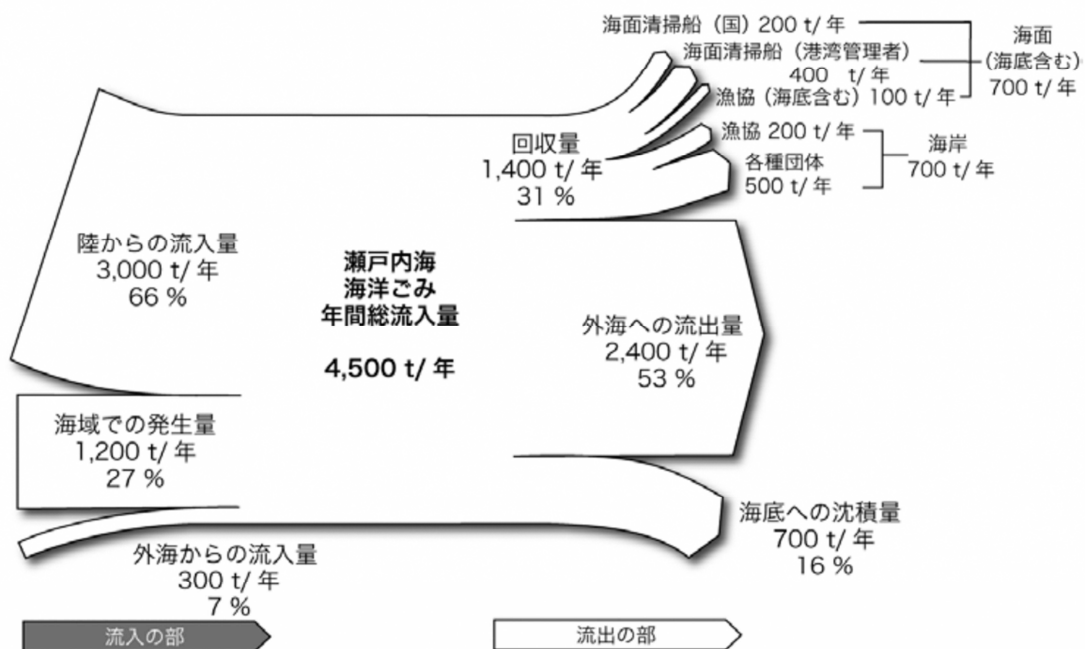 海面清掃船（国）200 t/ 年
海面清掃船（港湾管理者）
400　t/ 年
漁協（海底含む）100 t/ 年
海面
（海底含む）
700 t/ 年
漁協 200 t/ 年
各種団体
500 t/ 年
海岸
700 t/ 年
回収量
1,400 t/ 年
31 %
陸からの流入量
3,000 t/ 年
66 %
瀬戸内海
海洋ごみ
年間総流入量
4,500 t/ 年
外海への流出量
2,400 t/ 年
53 %
海域での発生量
1,200 t/ 年
27 %
海底への沈積量
700 t/ 年
16 %
外海からの流入量
300 t/ 年
7 %
流入の部
流出の部